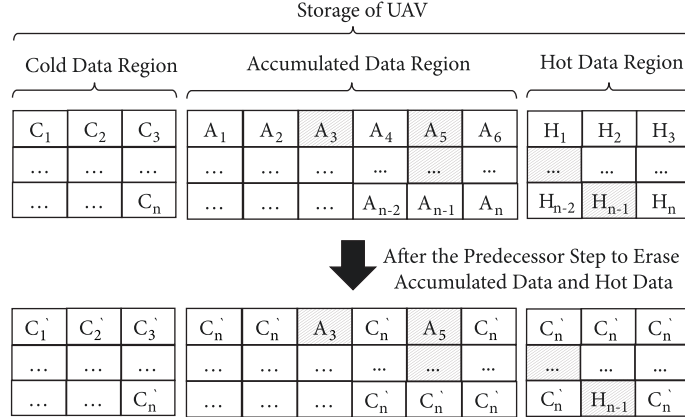 Storage of UAV
Cold Data Region Accumulated Data Region Hot Data Region
C1 C2 C3 A1 A2 A3 A4 A5 A6 H1 H2 H3
... ... ... ... ... ... ... ... ... ... ... ...
... ... Cn ... ... ... An-2 An-1 An Hn-2 Hn-1 Hn
After the Predecessor Step to Erase
Accumulated Data and Hot Data
C1` C2` C3` Cn` Cn` A3 Cn` A5 Cn` Cn` Cn` Cn`
... ... ... ... ... ... ... ... ... ... ... ...
... ... Cn` ... ... ... Cn` Cn` Cn` Cn` Hn-1 Cn`